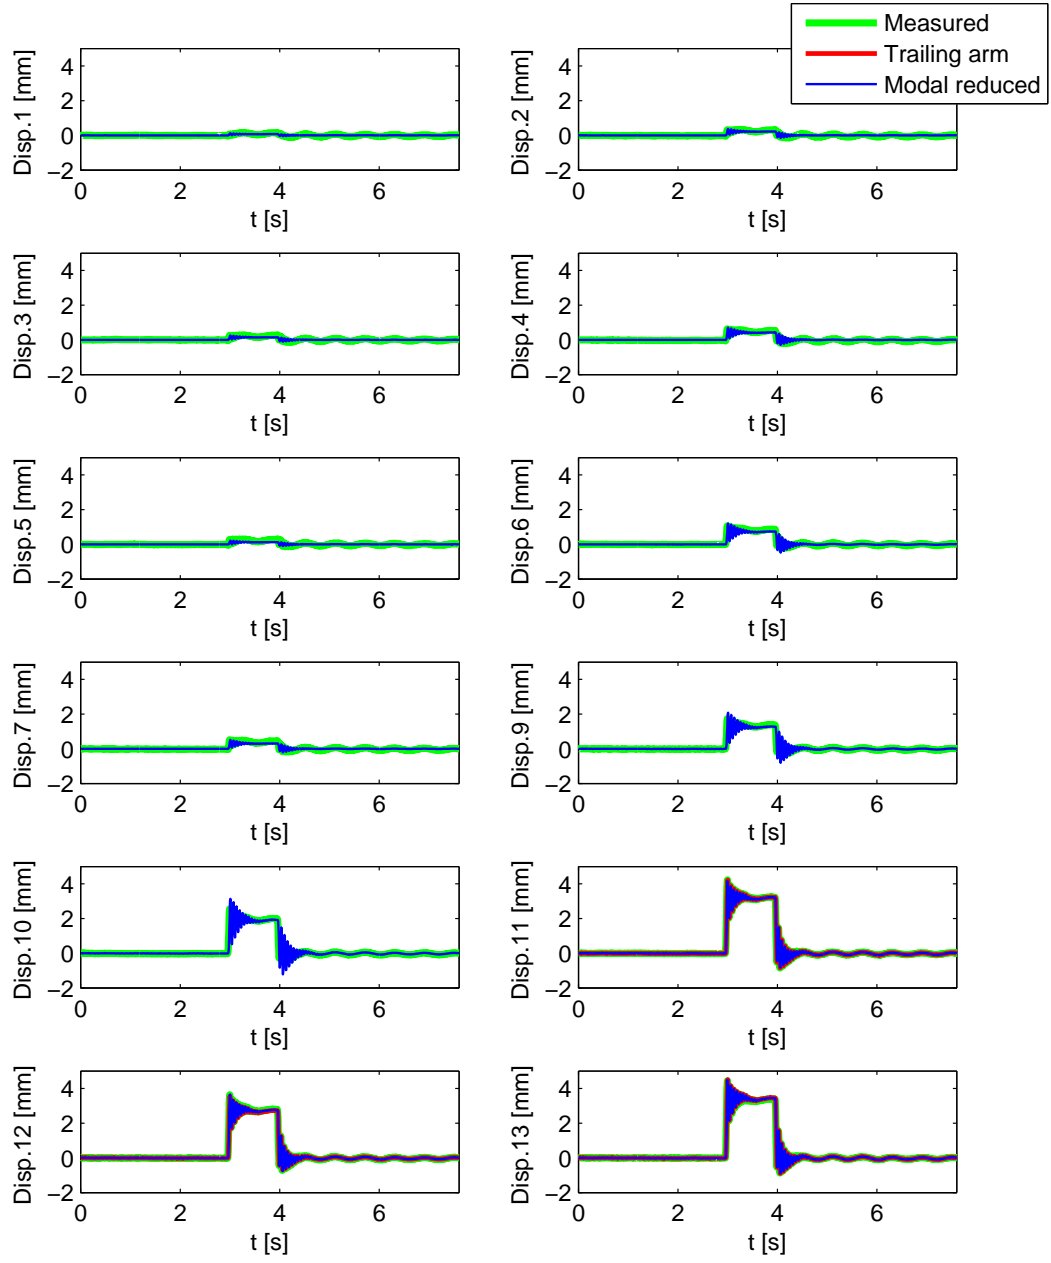 Measured
Trailing arm
Modal reduced
Disp.1 [mm]
4
2
0
−2
0 2 4 6
t [s]
Disp.2 [mm]
4
2
0
−2
0 2 4 6
t [s]
Disp.3 [mm]
4
2
0
−2
0 2 4 6
t [s]
Disp.4 [mm]
4
2
0
−2
0 2 4 6
t [s]
Disp.5 [mm]
4
2
0
−2
0 2 4 6
t [s]
Disp.6 [mm]
4
2
0
−2
0 2 4 6
t [s]
Disp.7 [mm]
4
2
0
−2
0 2 4 6
t [s]
Disp.9 [mm]
4
2
0
−2
0 2 4 6
t [s]
Disp.10 [mm]
4
2
0
−2
0 2 4 6
t [s]
Disp.11 [mm]
4
2
0
−2
0 2 4 6
t [s]
Disp.12 [mm]
4
2
0
−2
0 2 4 6
t [s]
Disp.13 [mm]
4
2
0
−2
0 2 4 6
t [s]